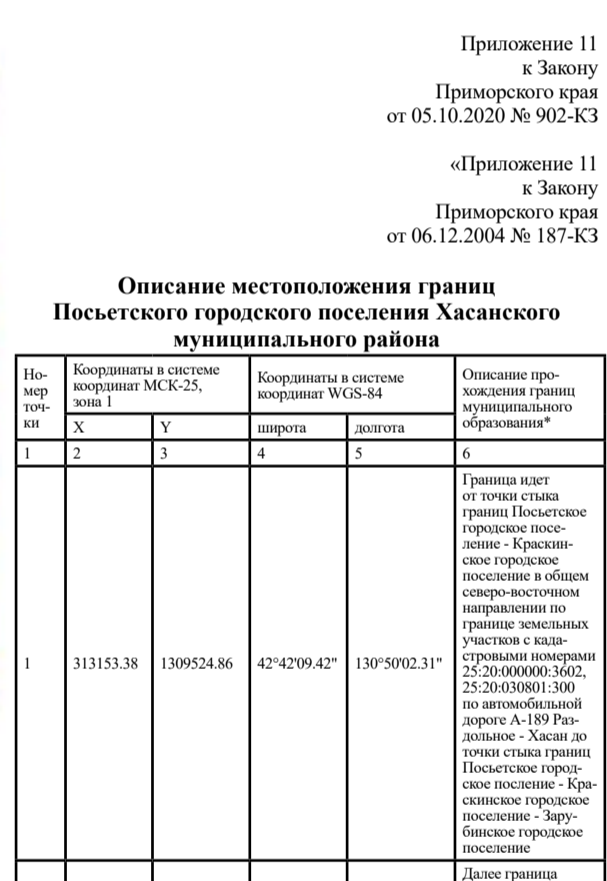 Приложение 11
к Закону
Приморского края
от 05.10.2020 № 902-КЗ
«Приложение 11
к Закону
Приморского края
от 06.12.2004 № 187-КЗ
Описание местоположения границ
Посьетского городского поселения Хасанского
муниципального района
Но-
мер
точ-
ки
Координаты в системе
координат МСК-25,
зона 1
Координаты в системе
координат WGS-84
Описание про-
хождения границ
муниципального
образования*
X
Y
широта
долгота
1
2
3
4
5
6
1
313153.38
1309524.86
42°42'09.42"
130°50'02.31"
Граница идет
от точки стыка
границ Посьетское
городское посе-
ление - Краскин-
ское городское
поселение в общем
северо-восточном
направлении по
границе земельных
участков с када-
стровыми номерами
25:20:000000:3602,
25:20:030801:300
по автомобильной
дороге А-189 Раз-
дольное - Хасан до
точки стыка границ
Посьетское город-
ское посление - Кра-
скинское городское
поселение - Зару-
бинское городское
поселение
Далее граница